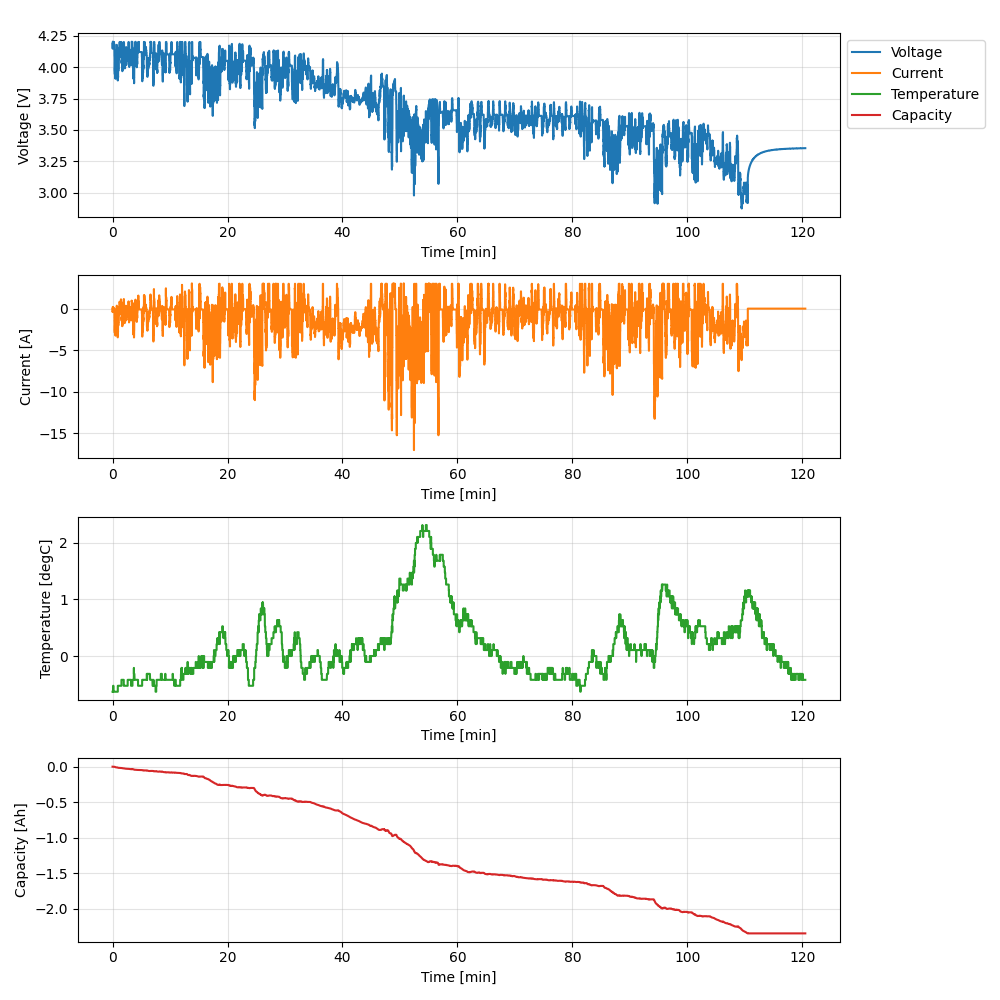 4.25
4.00
3.75
3.50
3.25
3.00
Voltage [V]
0 20 40 60 80 100 120
Time [min]
Voltage
Current
Temperature
Capacity
0
−5
−10
−15
Current [A]
0 20 40 60 80 100 120
Time [min]
2
1
0
Temperature [degC]
0 20 40 60 80 100 120
Time [min]
0.0
−0.5
−1.0
−1.5
−2.0
Capacity [Ah]
0 20 40 60 80 100 120
Time [min]